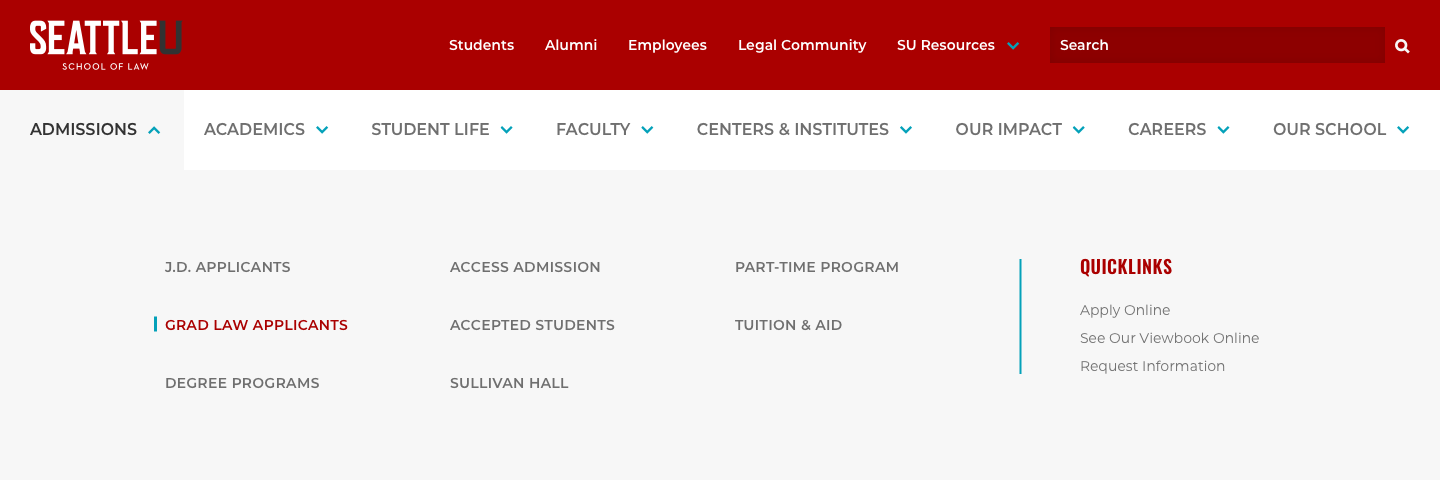 SEATTLEU
SCHOOL OF LAW
Students Alumni Employees Legal Community SU Resources Search
ADMISSIONS ACADEMICS STUDENT LIFE FACULTY CENTERS & INSTITUTES OUR IMPACT CAREERS OUR SCHOOL
J.D. APPLICANTS
GRAD LAW APPLICANTS
DEGREE PROGRAMS
ACCESS ADMISSION
ACCEPTED STUDENTS
SULLIVAN HALL
PART-TIME PROGRAM
TUITION & AID
QUICKLINKS
Apply Online
See Our Viewbook Online
Request Information